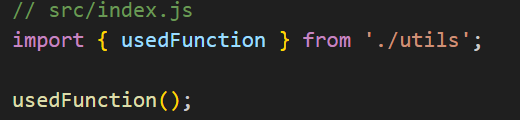 // src/index.js
import { usedFunction } from './utils';
usedFunction();